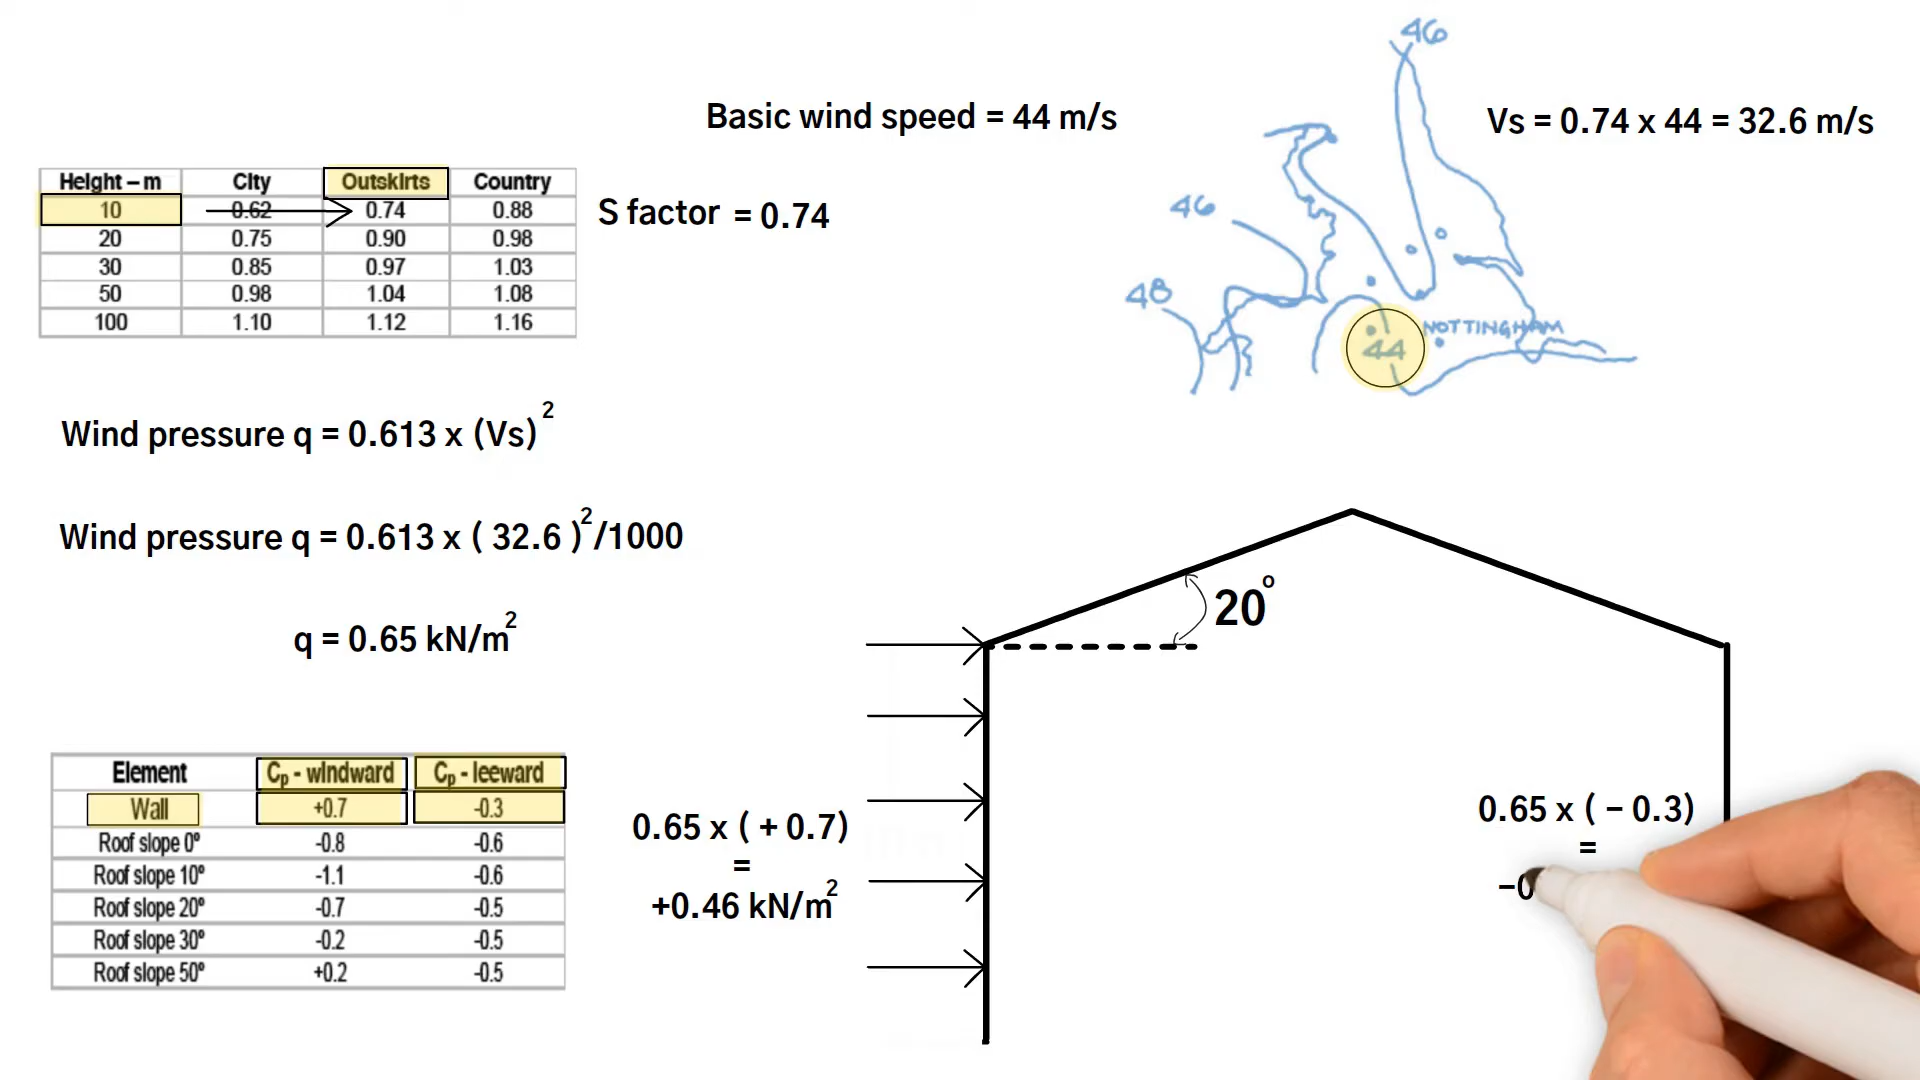 46
Basic wind speed = 44 m/s
Vs = 0.74 x 44 = 32.6 m/s
Height – m City Outskirts Country
10 0.62 0.74 0.88
20 0.75 0.90 0.98
30 0.85 0.97 1.03
50 0.98 1.04 1.08
100 1.10 1.12 1.16
S factor = 0.74
46
48
NOTTINGHAM
44
Wind pressure q = 0.613 x (Vs)²
Wind pressure q = 0.613 x ( 32.6 )²/1000
q = 0.65 kN/m²
20°
Element Cp - windward Cp - leeward
Wall +0.7 -0.3
Roof slope 0º -0.8 -0.6
Roof slope 10º -1.1 -0.6
Roof slope 20º -0.7 -0.5
Roof slope 30º -0.2 -0.5
Roof slope 50º +0.2 -0.5
0.65 x ( + 0.7)
=
+0.46 kN/m²
0.65 x ( – 0.3)
=
–0